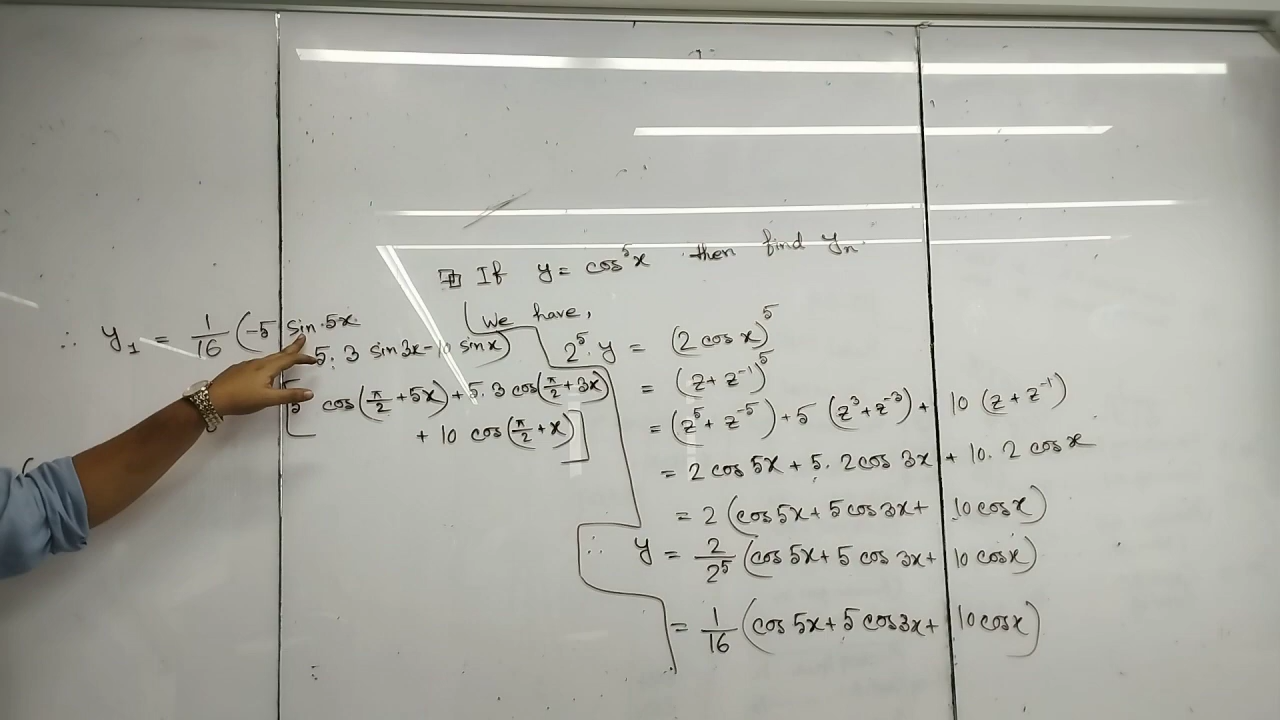 If y = cos⁵x then find yₙ.
We have,
2⁵. y = (2 cos x)⁵
= (z + z⁻¹)⁵
= (z⁵ + z⁻⁵) + 5 (z³ + z⁻³) + 10 (z + z⁻¹)
= 2 cos 5x + 5. 2 cos 3x + 10. 2 cos x
= 2 (cos 5x + 5 cos 3x + 10 cos x)
∴ y = 2/2⁵ (cos 5x + 5 cos 3x + 10 cos x)
= 1/16 (cos 5x + 5 cos 3x + 10 cos x)
∴ y₁ = 1/16 (-5 sin 5x
5. 3 sin 3x - 10 sin x)
5 cos(π/2 + 5x) + 5. 3 cos(π/2 + 3x)
+ 10 cos(π/2 + x)]